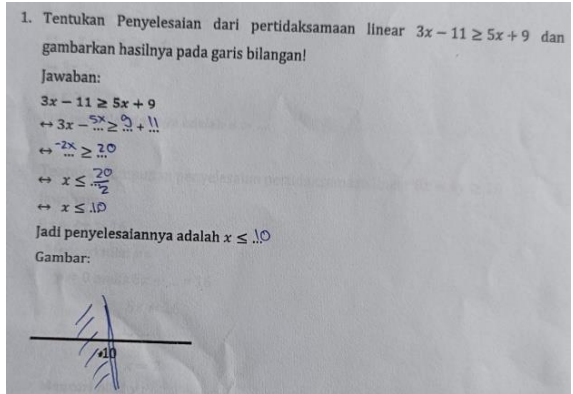 1. Tentukan Penyelesaian dari pertidaksamaan linear 3x − 11 ≥ 5x + 9 dan
gambarkan hasilnya pada garis bilangan!
Jawaban:
3x − 11 ≥ 5x + 9
↔ 3x − 5x ≥ 9 + 11
↔ -2x ≥ 20
↔ x ≤ 20/-2
↔ x ≤ 10
Jadi penyelesaiannya adalah x ≤ 10
Gambar:
-10